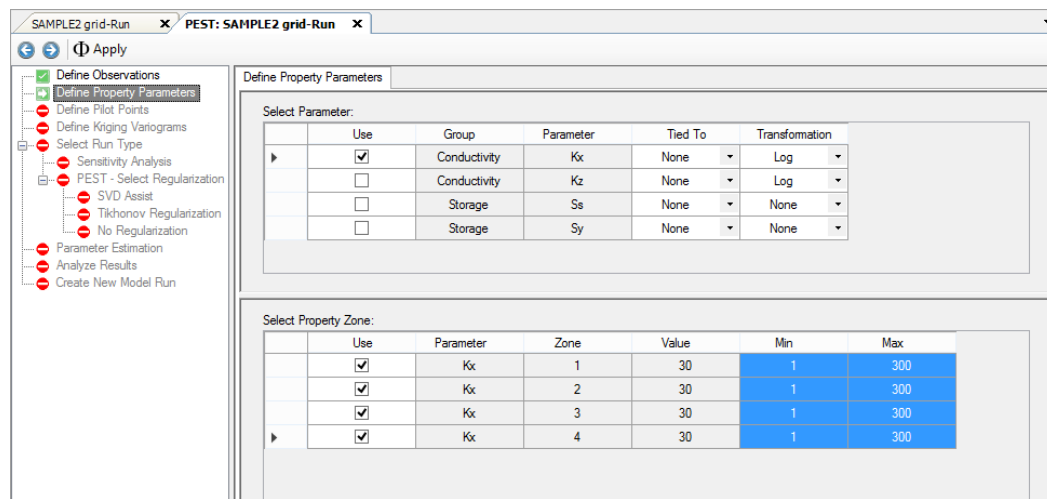 SAMPLE2 grid-Run
PEST: SAMPLE2 grid-Run
Φ Apply
Define Observations
Define Property Parameters
Define Pilot Points
Define Kriging Variograms
Select Run Type
Sensitivity Analysis
PEST - Select Regularization
SVD Assist
Tikhonov Regularization
No Regularization
Parameter Estimation
Analyze Results
Create New Model Run
Define Property Parameters
Select Parameter:
Use Group Parameter Tied To Transformation
Conductivity Kx None Log
Conductivity Kz None Log
Storage Ss None None
Storage Sy None None
Select Property Zone:
Use Parameter Zone Value Min Max
Kx 1 30 1 300
Kx 2 30 1 300
Kx 3 30 1 300
Kx 4 30 1 300